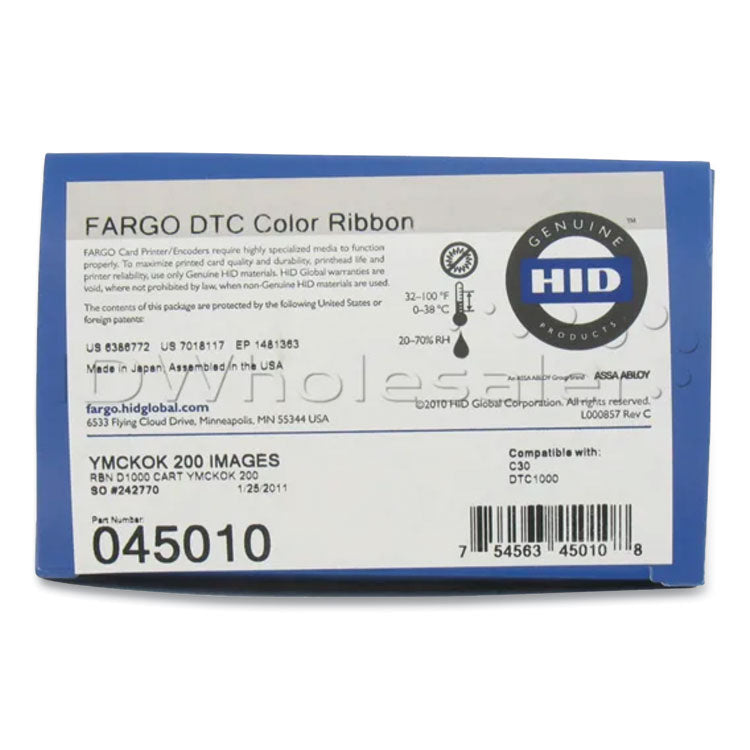 FARGO DTC Color Ribbon
FARGO Card Printer/Encoders require highly specialized media to function
properly. To maximize printed card quality and durability, printhead life and
printer reliability, use only Genuine HID materials. HID Global warranties are
void, where not prohibited by law, when non-Genuine HID materials are used.
The contents of this package are protected by the following United States or
foreign patents:
US 6386772 US 7018117 EP 1481363
Made in Japan; Assembled in the USA
fargo.hidglobal.com
6533 Flying Cloud Drive, Minneapolis, MN 55344 USA
32-100 °F
0-38 °C
20-70% RH
GENUINE
HID
PRODUCTS
™
An ASSA ABLOY Group brand ASSA ABLOY
©2010 HID Global Corporation. All rights reserved.
L000857 Rev C
IDWholesaler
YMCKOK 200 IMAGES
RBN D1000 CART YMCKOK 200
SO #242770 1/25/2011
Compatible with:
C30
DTC1000
Part Number:
045010
7 54563 45010 8